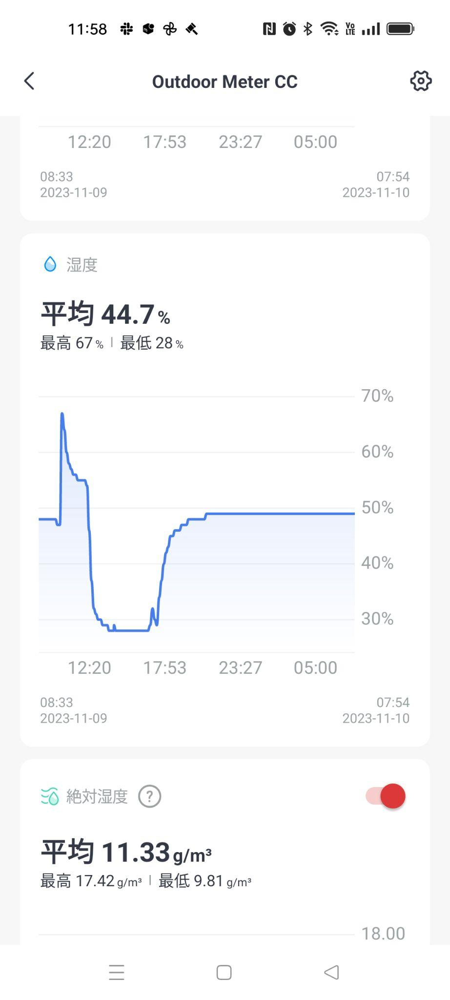 11:58
Outdoor Meter CC
12:20 17:53 23:27 05:00
08:33 07:54
2023-11-09 2023-11-10
湿度
平均 44.7 %
最高 67 % | 最低 28 %
70%
60%
50%
40%
30%
12:20 17:53 23:27 05:00
08:33 07:54
2023-11-09 2023-11-10
絶対湿度 ?
平均 11.33 g/m³
最高 17.42 g/m³ | 最低 9.81 g/m³
18.00